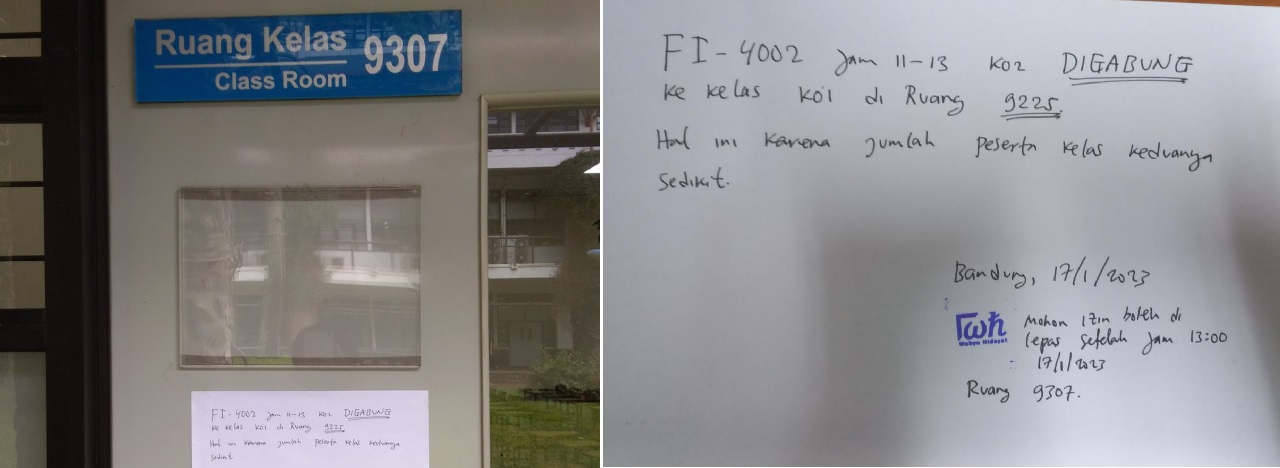 Ruang Kelas 9307
Class Room
FI-4002 jam 11-13 K02 DIGABUNG
ke kelas K01 di Ruang 9225.
Hal ini karena jumlah peserta kelas keduanya
sedikit.
FI-4002 jam 11-13 K02 DIGABUNG
ke kelas K01 di Ruang 9225.
Hal ini karena jumlah peserta kelas keduanya
sedikit.
Bandung, 17/1/2023
Wahyu Hidayat
Mohon izin boleh di
lepas setelah jam 13:00
17/1/2023
Ruang 9307.